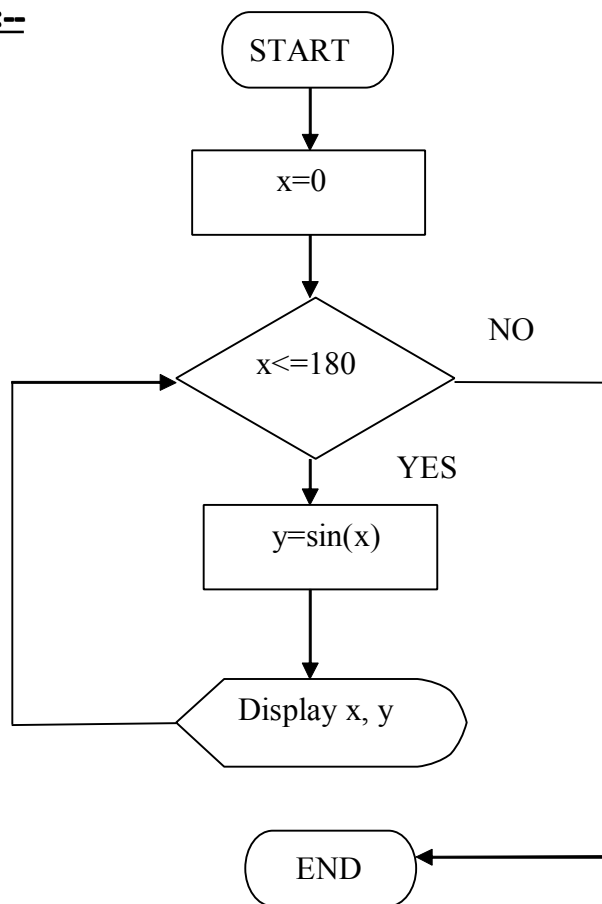 :--
START
x=0
x<=180
NO
YES
y=sin(x)
Display x, y
END